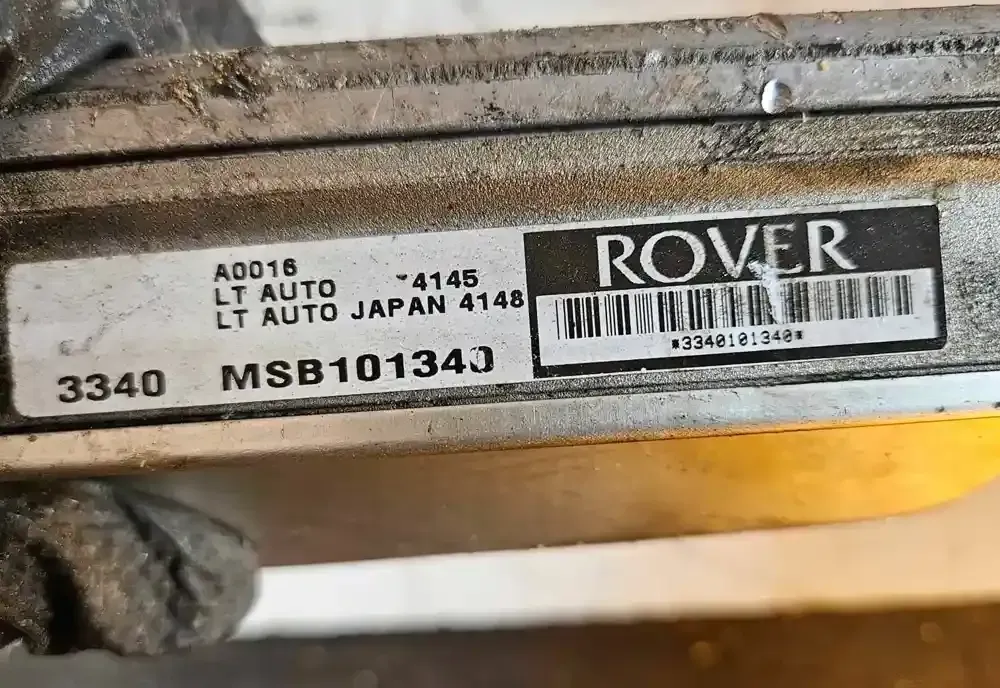 A0016
LT AUTO 4145
LT AUTO JAPAN 4148
3340 MSB101340
ROVER
*3340101340*